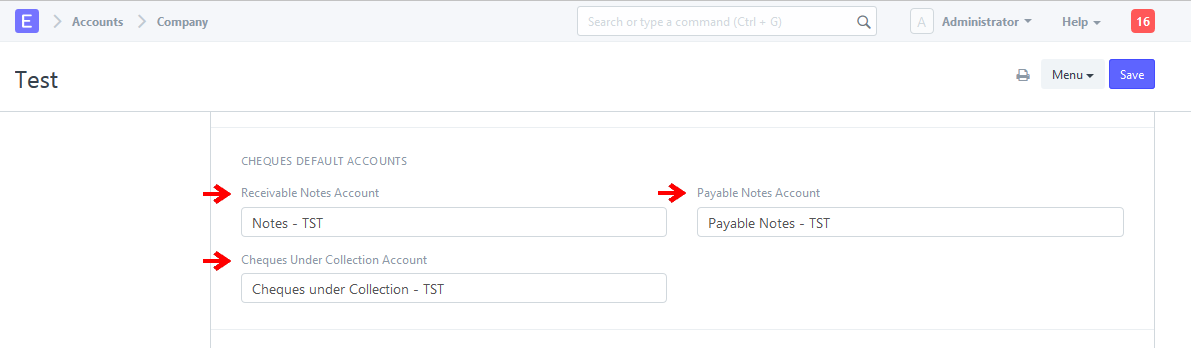 E Accounts Company Search or type a command (Ctrl + G) A Administrator Help 16
Test Menu Save
CHEQUES DEFAULT ACCOUNTS
Receivable Notes Account Payable Notes Account
Notes - TST Payable Notes - TST
Cheques Under Collection Account
Cheques under Collection - TST